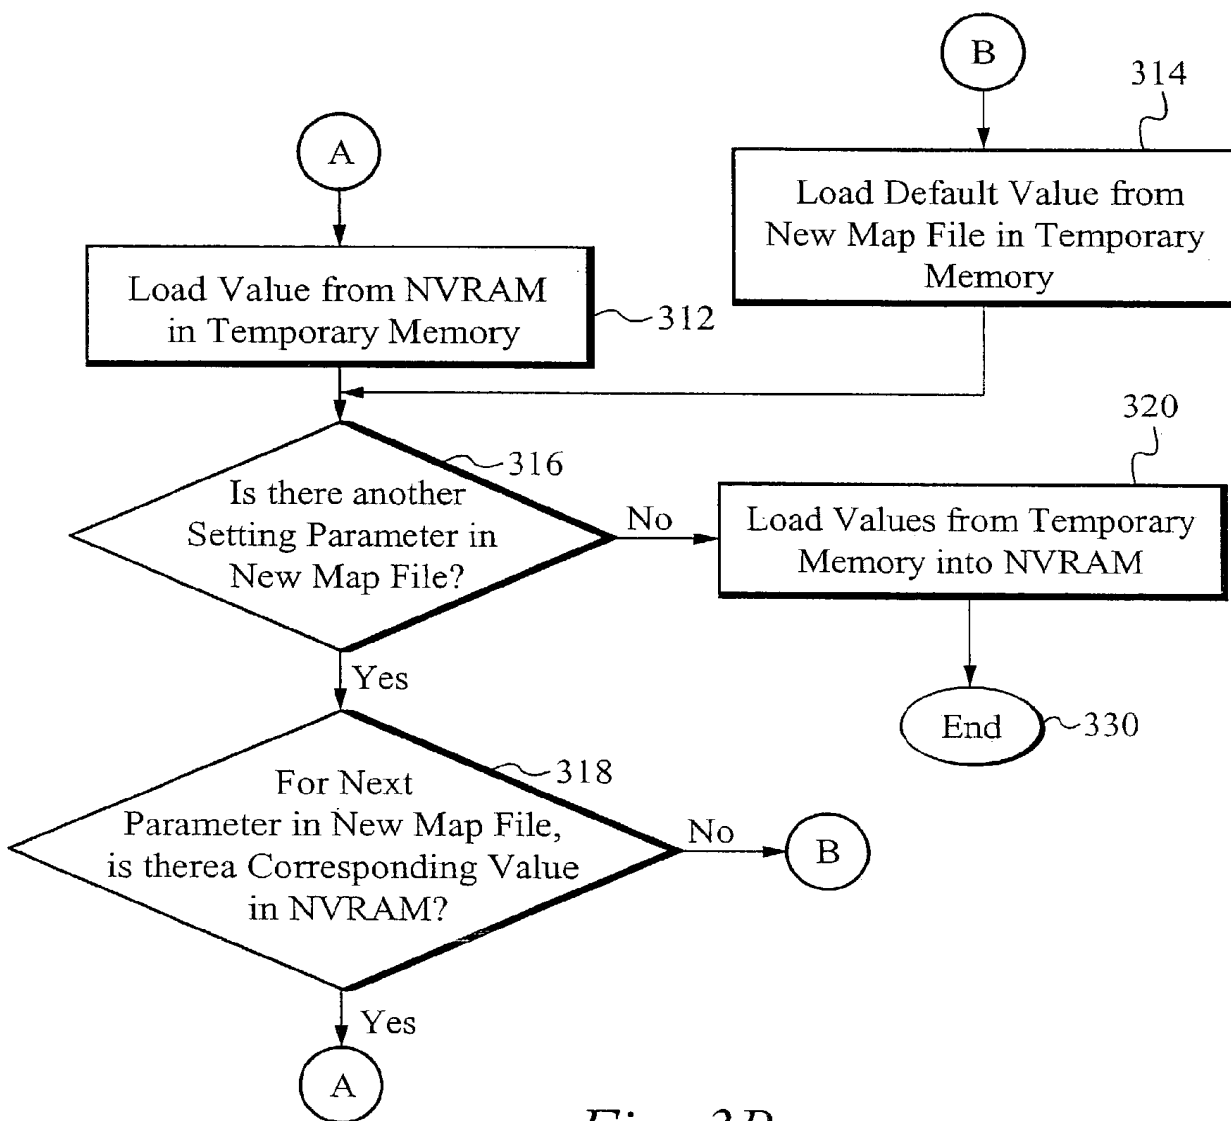 B
314
A
Load Default Value from
New Map File in Temporary
Memory
Load Value from NVRAM
in Temporary Memory
312
320
316
Is there another
Setting Parameter in
New Map File?
No
Load Values from Temporary
Memory into NVRAM
Yes
End
330
318
For Next
Parameter in New Map File,
is therea Corresponding Value
in NVRAM?
No
B
Yes
A